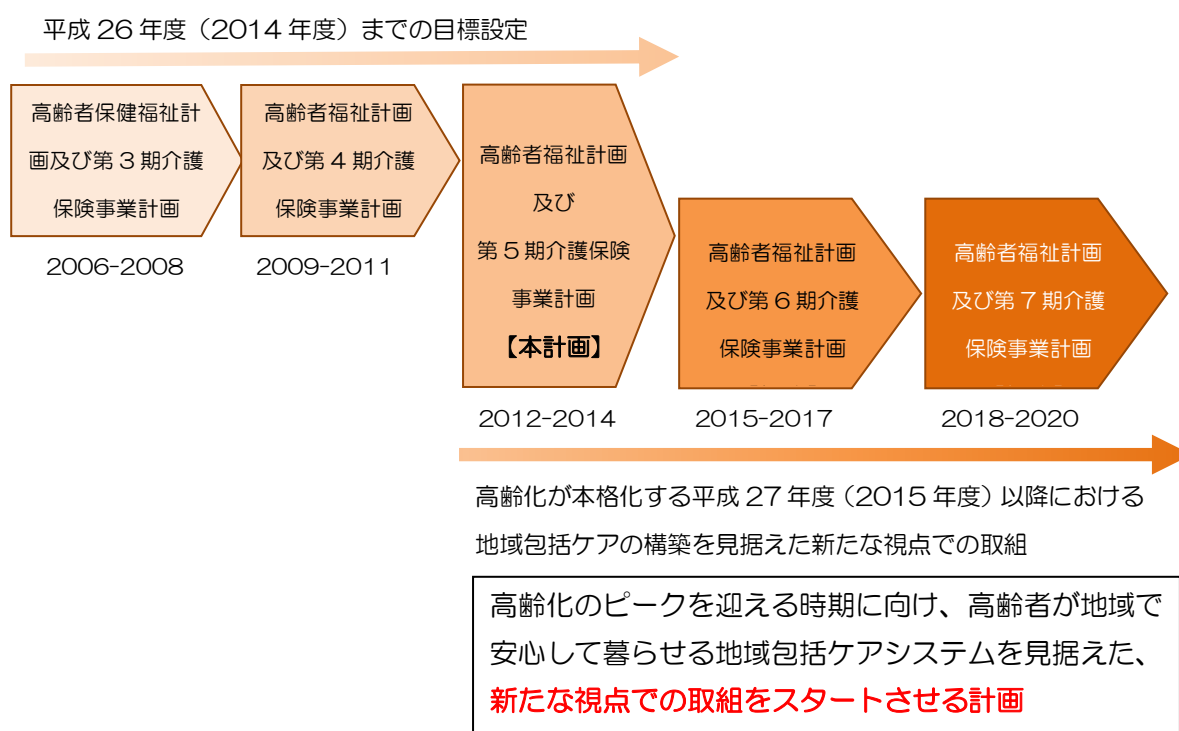 平成 26 年度（2014 年度）までの目標設定
高齢者保健福祉計
画及び第 3 期介護
保険事業計画
2006-2008
高齢者福祉計画
及び第 4 期介護
保険事業計画
2009-2011
高齢者福祉計画
及び
第 5 期介護保険
事業計画
【本計画】
2012-2014
高齢者福祉計画
及び第 6 期介護
保険事業計画
2015-2017
高齢者福祉計画
及び第 7 期介護
保険事業計画
2018-2020
高齢化が本格化する平成 27 年度（2015 年度）以降における
地域包括ケアの構築を見据えた新たな視点での取組
高齢化のピークを迎える時期に向け、高齢者が地域で
安心して暮らせる地域包括ケアシステムを見据えた、
新たな視点での取組をスタートさせる計画